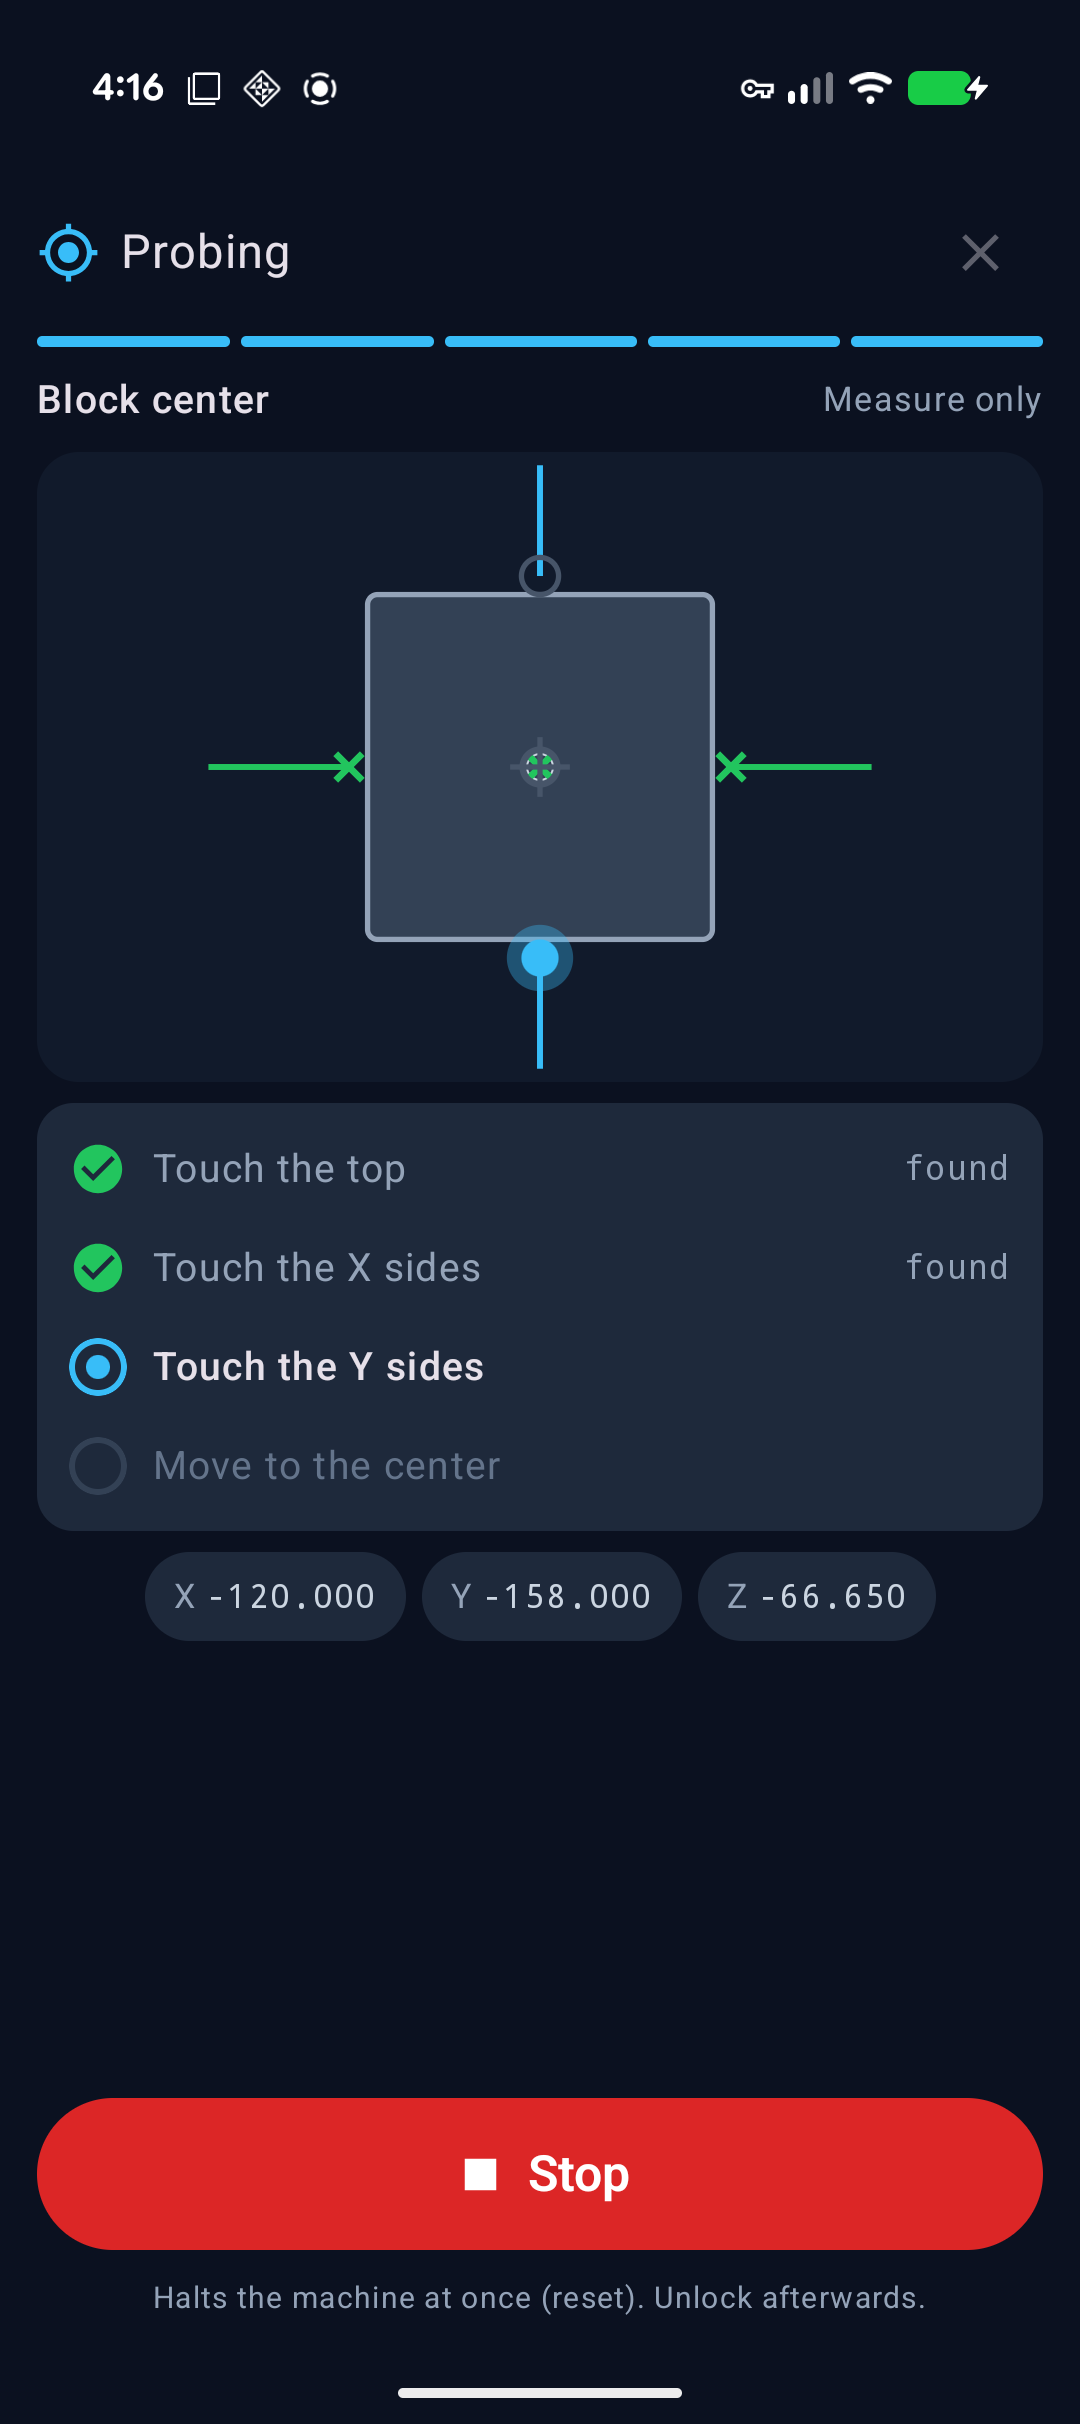 4:16
Probing
Block center
Measure only
Touch the top
found
Touch the X sides
found
Touch the Y sides
Move to the center
X -120.000
Y -158.000
Z -66.650
Stop
Halts the machine at once (reset). Unlock afterwards.